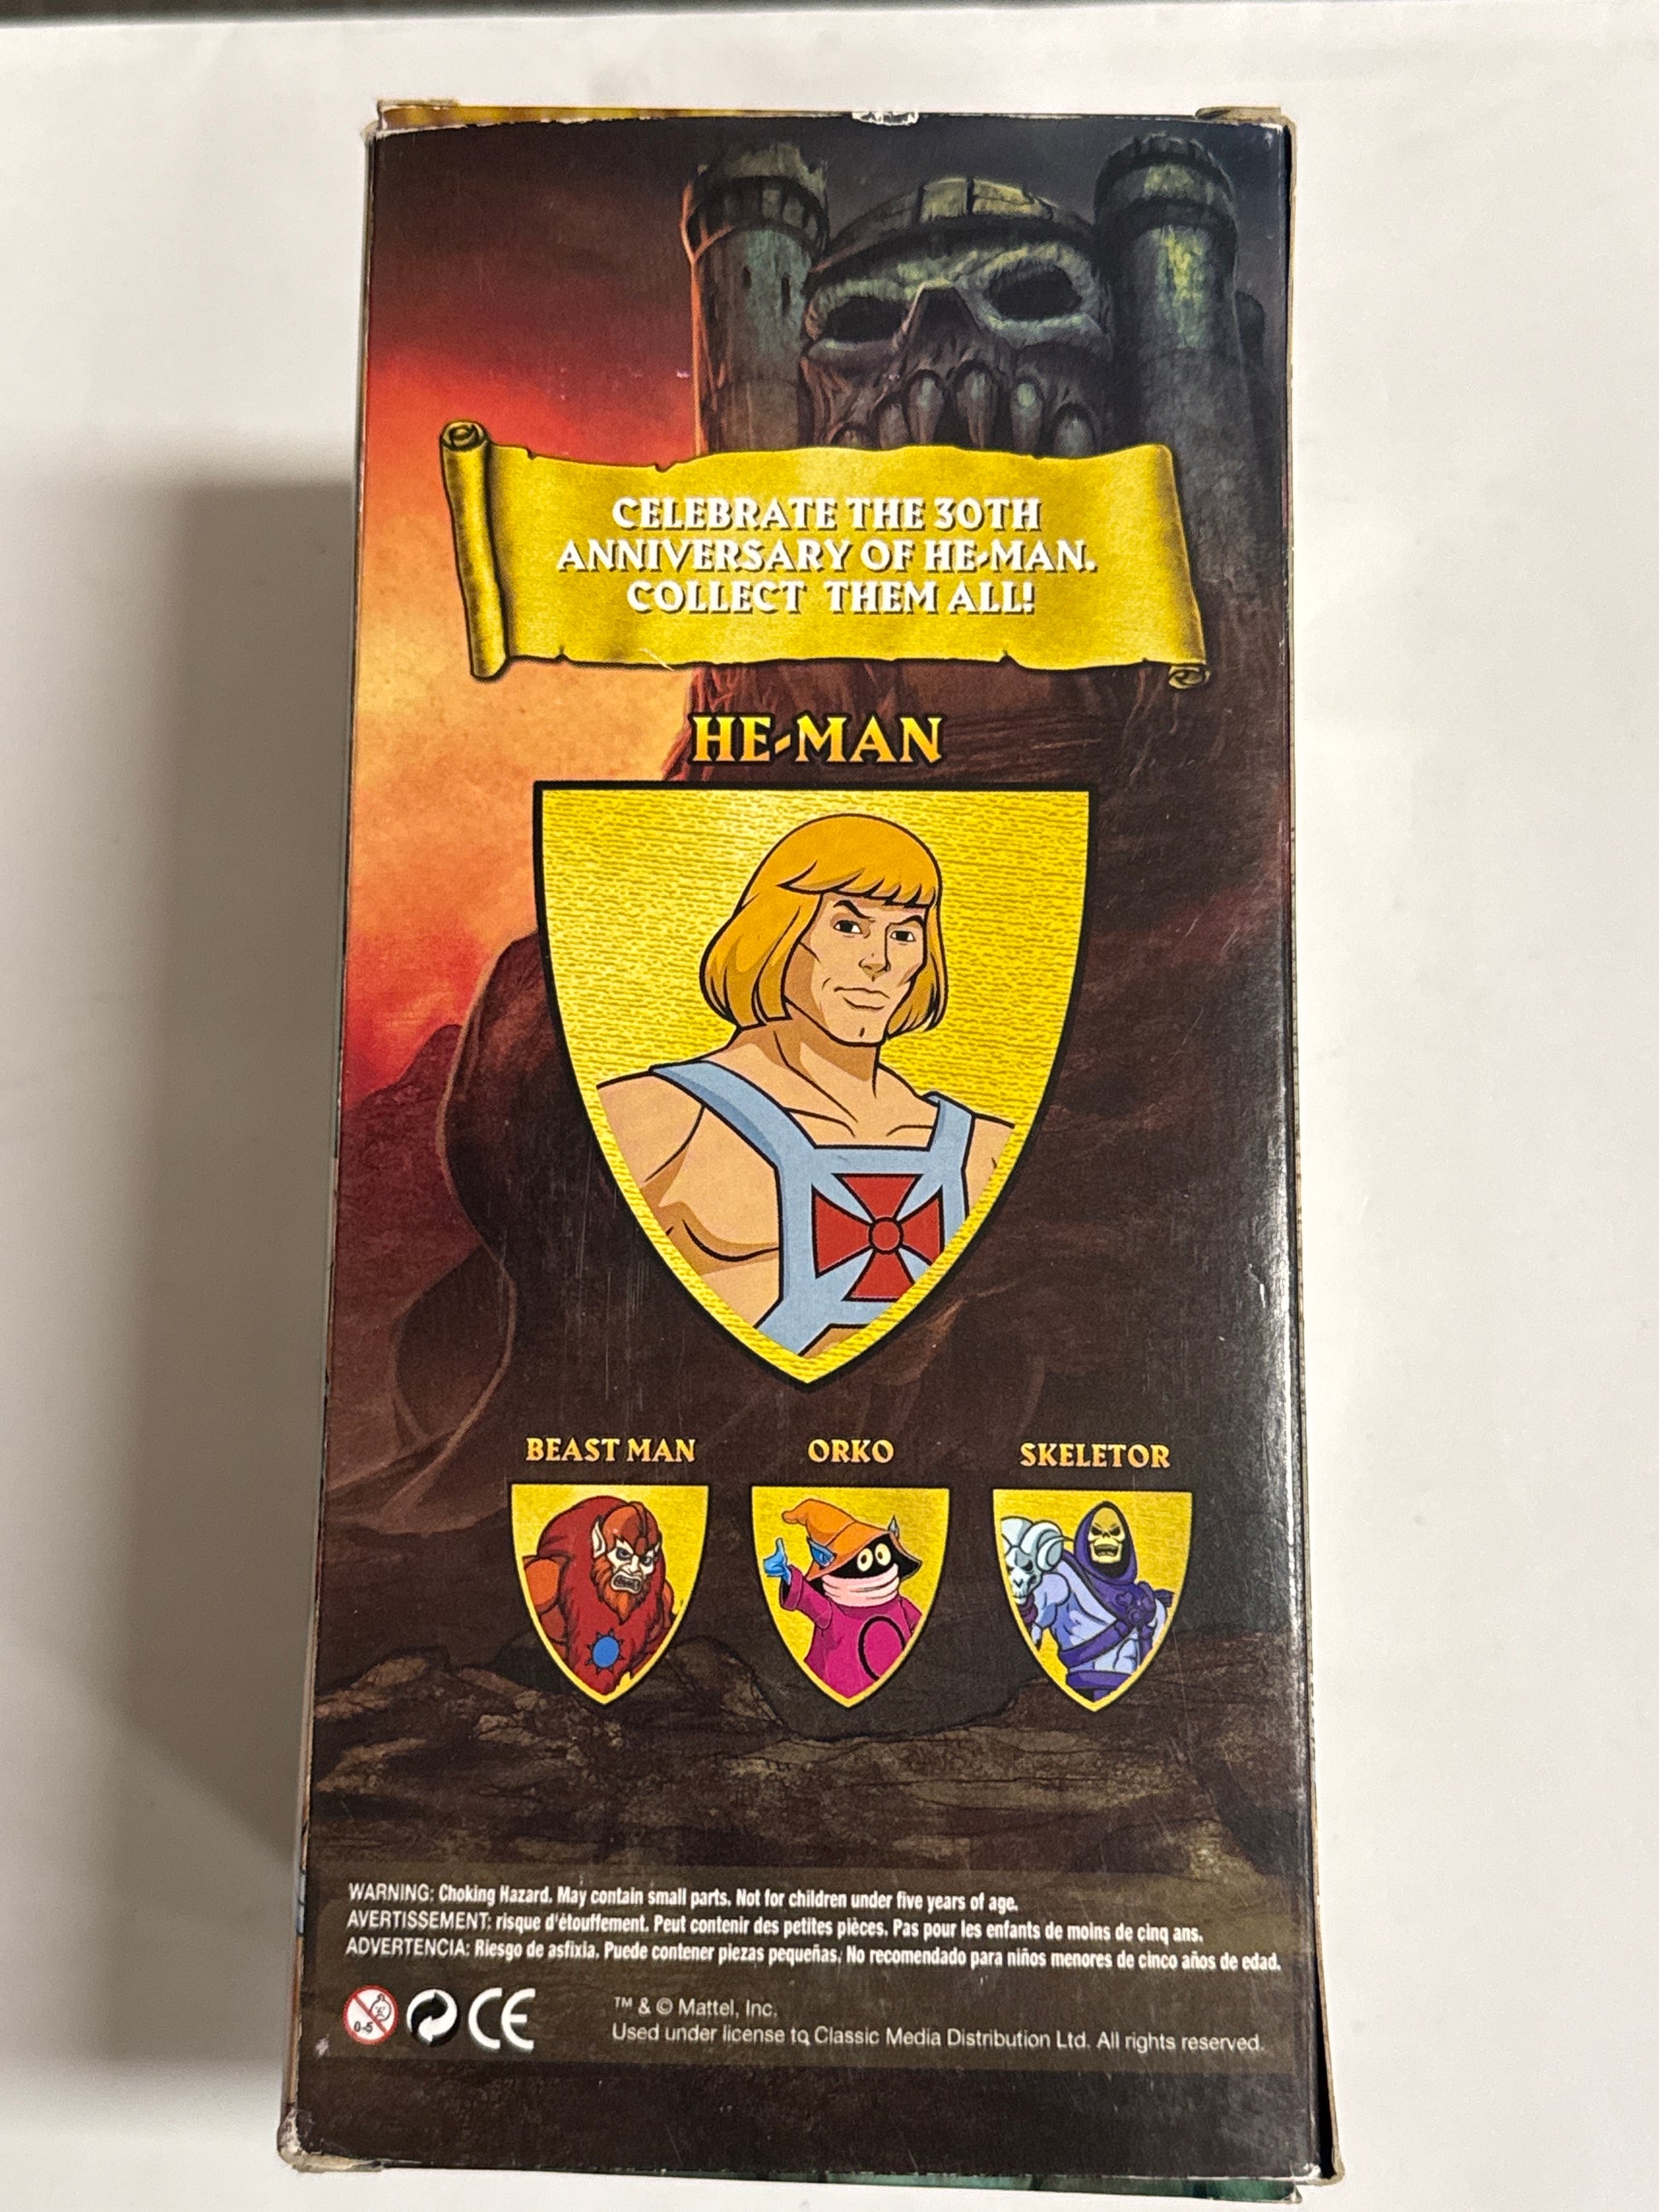 CELEBRATE THE 30TH
ANNIVERSARY OF HE-MAN.
COLLECT THEM ALL!
HE-MAN
BEAST MAN
ORKO
SKELETOR
WARNING: Choking Hazard. May contain small parts. Not for children under five years of age.
AVERTISSEMENT: risque d'étouffement. Peut contenir des petites pièces. Pas pour les enfants de moins de cinq ans.
ADVERTENCIA: Riesgo de asfixia. Puede contener piezas pequeñas. No recomendado para niños menores de cinco años de edad.
0-5
CE
™ & © Mattel, Inc.
Used under license to Classic Media Distribution Ltd. All rights reserved.